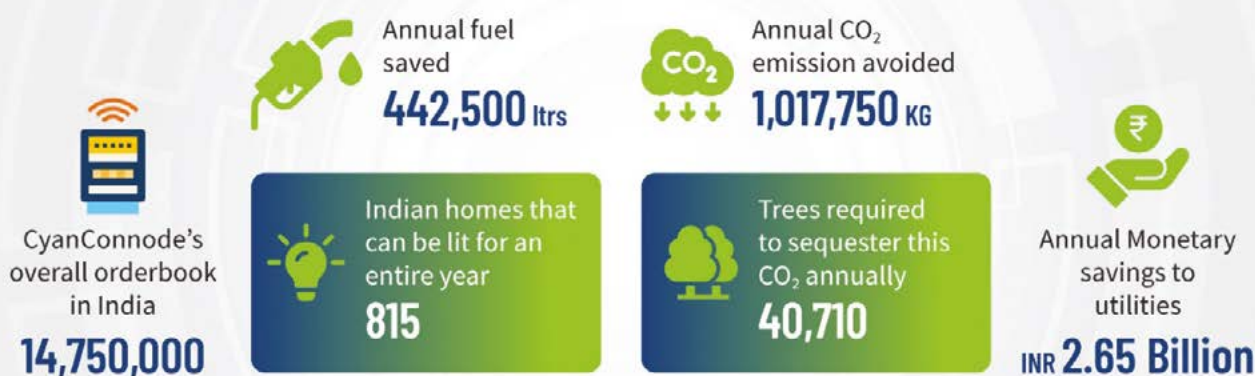 Annual fuel
saved
442,500 ltrs
Annual CO₂
emission avoided
1,017,750 KG
CO₂
₹
CyanConnode's
overall orderbook
in India
14,750,000
Indian homes that
can be lit for an
entire year
815
Trees required
to sequester this
CO₂ annually
40,710
Annual Monetary
savings to
utilities
INR 2.65 Billion